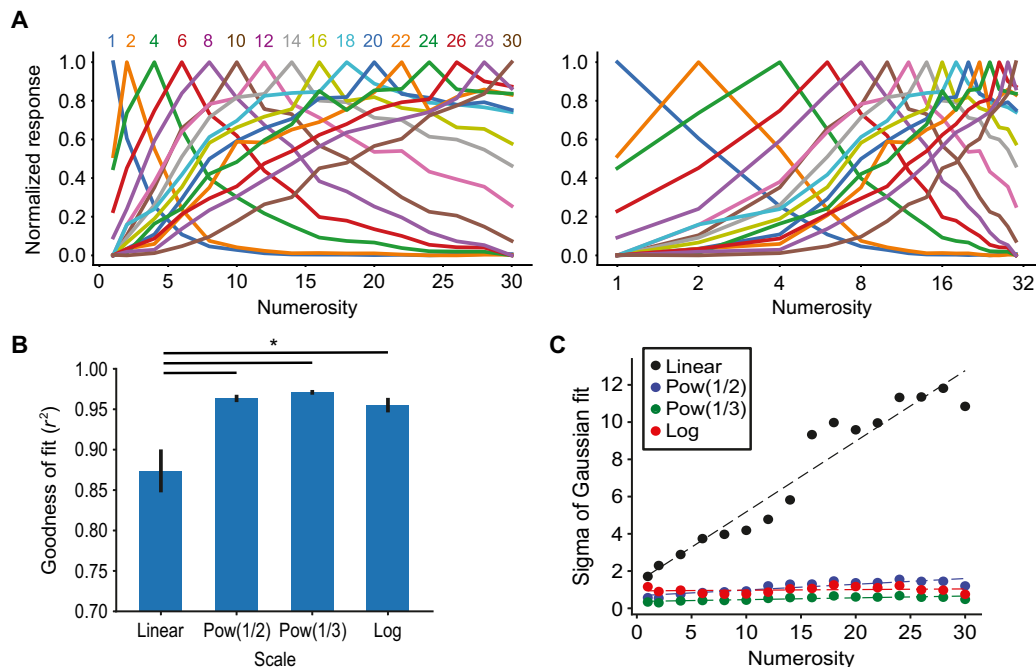 A
1 2 4 6 8 10 12 14 16 18 20 22 24 26 28 30
Normalized response
1.0
0.8
0.6
0.4
0.2
0.0
0 5 10 15 20 25 30
Numerosity
1.0
0.8
0.6
0.4
0.2
0.0
1 2 4 8 16 32
Numerosity
B
*
Goodness of fit (r²)
1.00
0.95
0.90
0.85
0.80
0.75
0.70
Linear Pow(1/2) Pow(1/3) Log
Scale
C
Linear
Pow(1/2)
Pow(1/3)
Log
Sigma of Gaussian fit
12
10
8
6
4
2
0
0 5 10 15 20 25 30
Numerosity